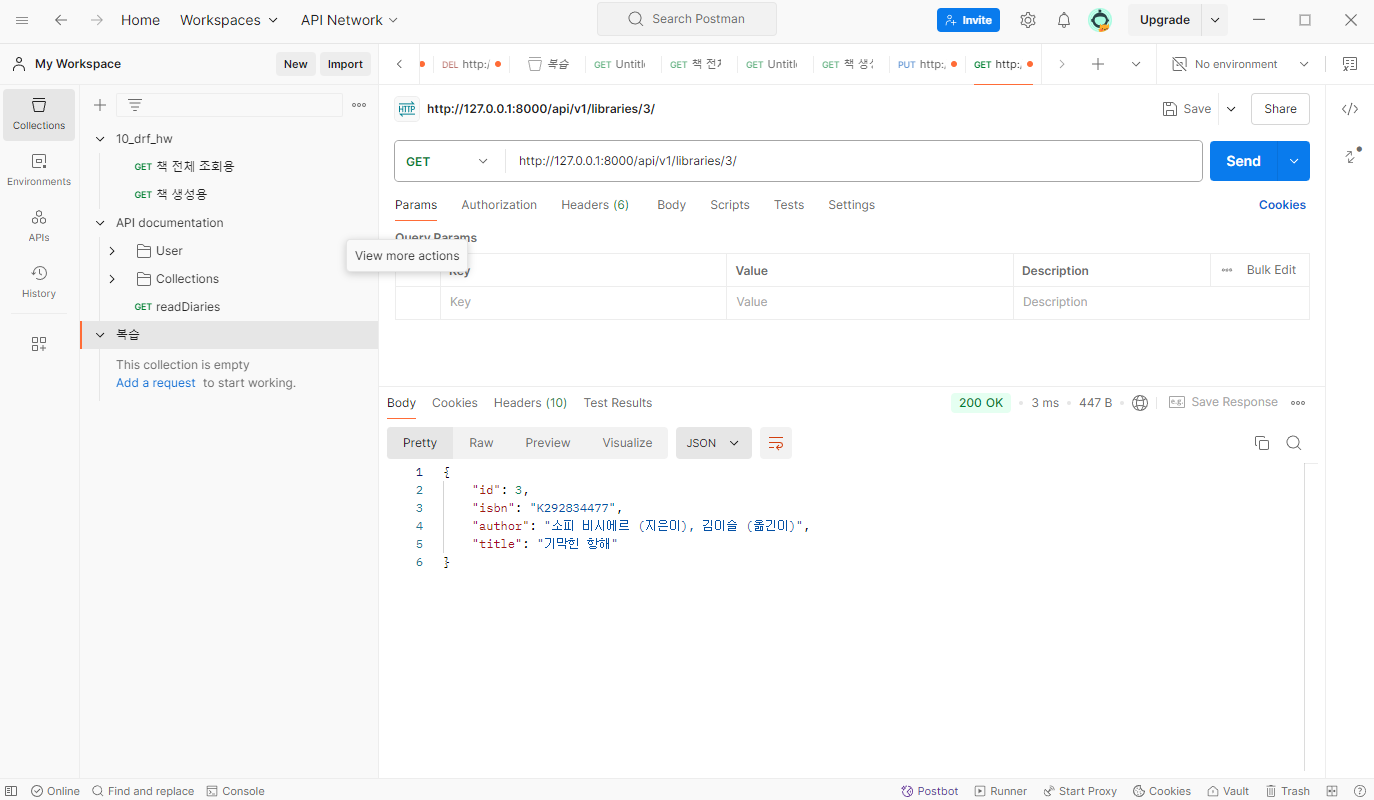 Home
Workspaces
API Network
Search Postman
Invite
Upgrade
My Workspace
New
Import
DEL http:/
복습
GET Untitl
GET 책 전체
GET Untitl
GET 책 생성
PUT http:/
GET http:/
No environment
Collections
Environments
APIs
History
10_drf_hw
GET 책 전체 조회용
GET 책 생성용
API documentation
User
Collections
GET readDiaries
복습
This collection is empty
Add a request to start working.
HTTP
http://127.0.0.1:8000/api/v1/libraries/3/
Save
Share
GET
http://127.0.0.1:8000/api/v1/libraries/3/
Send
Params
Authorization
Headers (6)
Body
Scripts
Tests
Settings
Cookies
Query Params
View more actions
Key
Value
Description
Bulk Edit
Key
Value
Description
Body
Cookies
Headers (10)
Test Results
200 OK
3 ms
447 B
e.g.
Save Response
Pretty
Raw
Preview
Visualize
JSON
1 {
2 "id": 3,
3 "isbn": "K292834477",
4 "author": "소피 비시에르 (지은이), 김이슬 (옮긴이)",
5 "title": "기막힌 항해"
6 }
Online
Find and replace
Console
Postbot
Runner
Start Proxy
Cookies
Vault
Trash